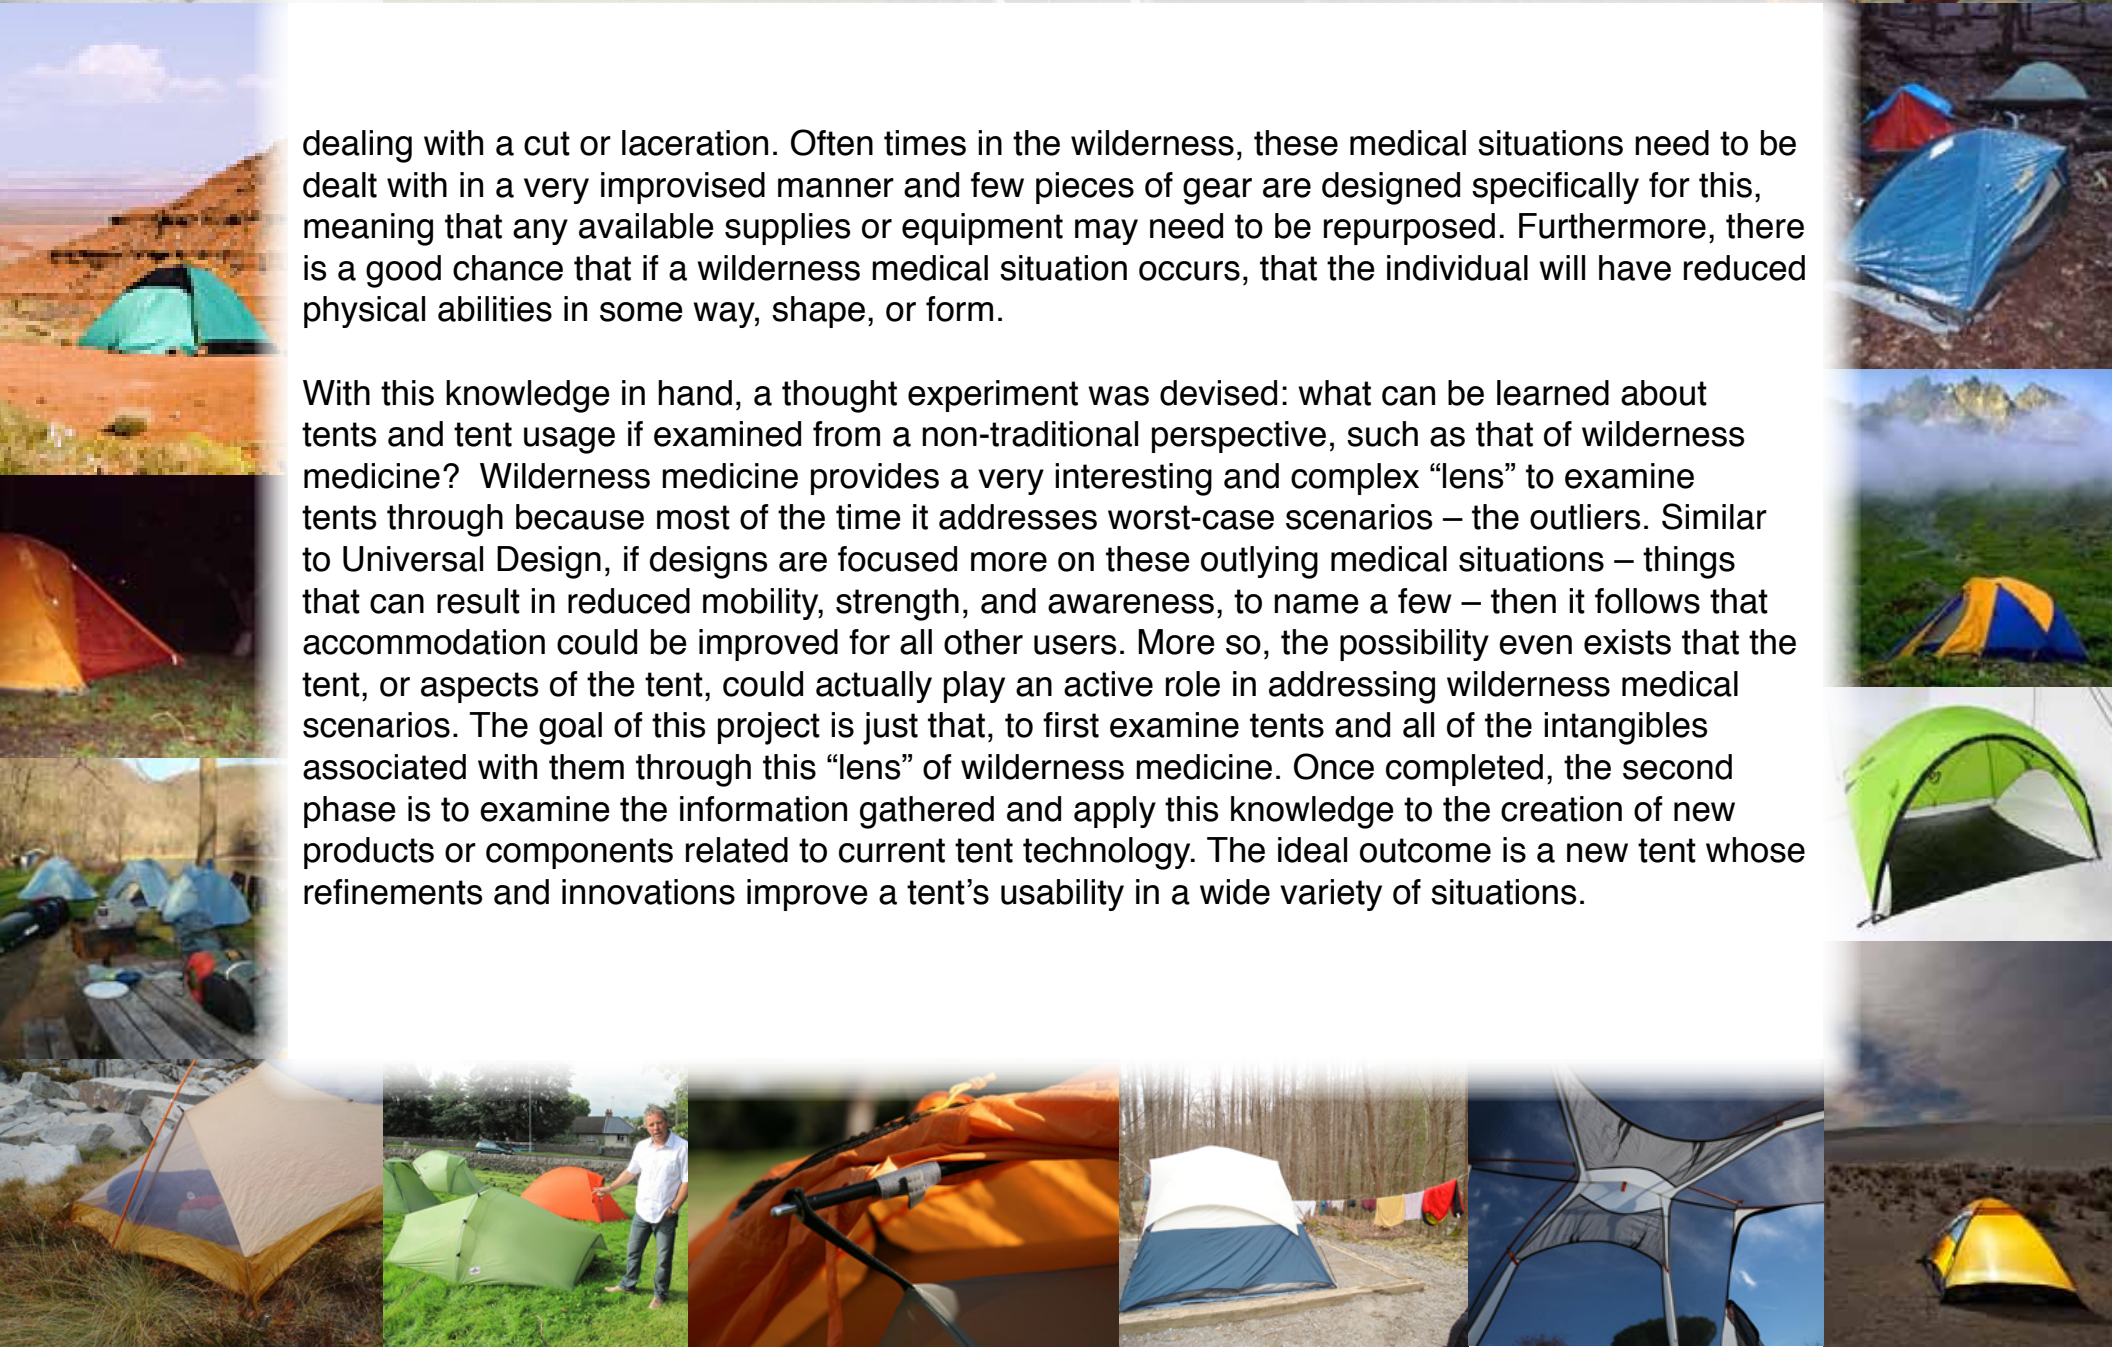 dealing with a cut or laceration. Often times in the wilderness, these medical situations need to be
dealt with in a very improvised manner and few pieces of gear are designed specifically for this,
meaning that any available supplies or equipment may need to be repurposed. Furthermore, there
is a good chance that if a wilderness medical situation occurs, that the individual will have reduced
physical abilities in some way, shape, or form.
With this knowledge in hand, a thought experiment was devised: what can be learned about
tents and tent usage if examined from a non-traditional perspective, such as that of wilderness
medicine?  Wilderness medicine provides a very interesting and complex “lens” to examine
tents through because most of the time it addresses worst-case scenarios – the outliers. Similar
to Universal Design, if designs are focused more on these outlying medical situations – things
that can result in reduced mobility, strength, and awareness, to name a few – then it follows that
accommodation could be improved for all other users. More so, the possibility even exists that the
tent, or aspects of the tent, could actually play an active role in addressing wilderness medical
scenarios. The goal of this project is just that, to first examine tents and all of the intangibles
associated with them through this “lens” of wilderness medicine. Once completed, the second
phase is to examine the information gathered and apply this knowledge to the creation of new
products or components related to current tent technology. The ideal outcome is a new tent whose
refinements and innovations improve a tent’s usability in a wide variety of situations.